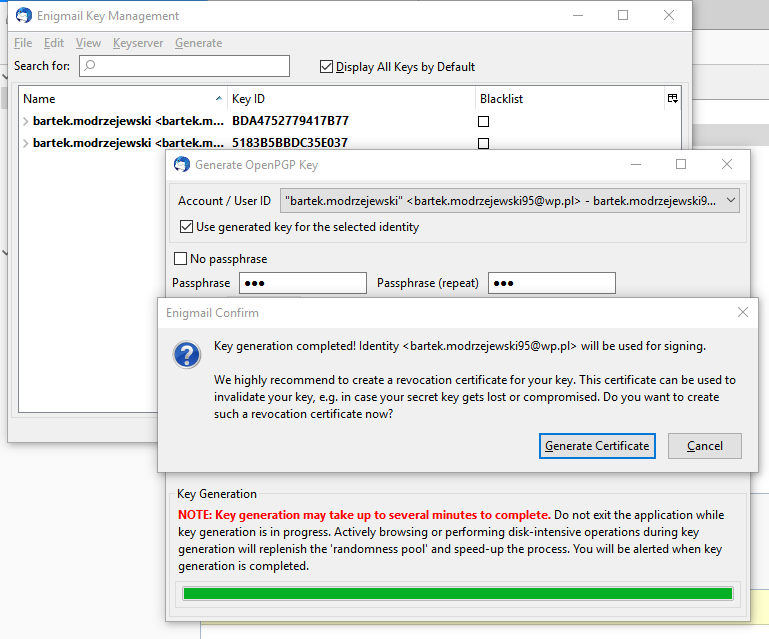 Enigmail Key Management
File Edit View Keyserver Generate
Search for:
Display All Keys by Default
Name Key ID Blacklist
bartek.modrzejewski <bartek.m... BDA4752779417B77
bartek.modrzejewski <bartek.m... 5183B5BBDC35E037
Generate OpenPGP Key
Account / User ID "bartek.modrzejewski" <bartek.modrzejewski95@wp.pl> - bartek.modrzejewski9...
Use generated key for the selected identity
No passphrase
Passphrase ●●● Passphrase (repeat) ●●●
Enigmail Confirm
Key generation completed! Identity <bartek.modrzejewski95@wp.pl> will be used for signing.
We highly recommend to create a revocation certificate for your key. This certificate can be used to
invalidate your key, e.g. in case your secret key gets lost or compromised. Do you want to create
such a revocation certificate now?
Generate Certificate Cancel
Key Generation
NOTE: Key generation may take up to several minutes to complete. Do not exit the application while
key generation is in progress. Actively browsing or performing disk-intensive operations during key
generation will replenish the 'randomness pool' and speed-up the process. You will be alerted when key
generation is completed.